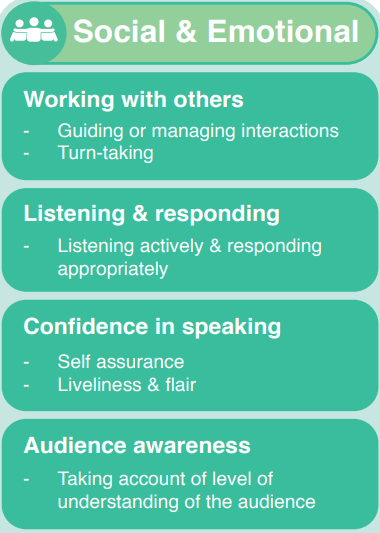 Social & Emotional
Working with others
- Guiding or managing interactions
- Turn-taking
Listening & responding
- Listening actively & responding
appropriately
Confidence in speaking
- Self assurance
- Liveliness & flair
Audience awareness
- Taking account of level of
understanding of the audience